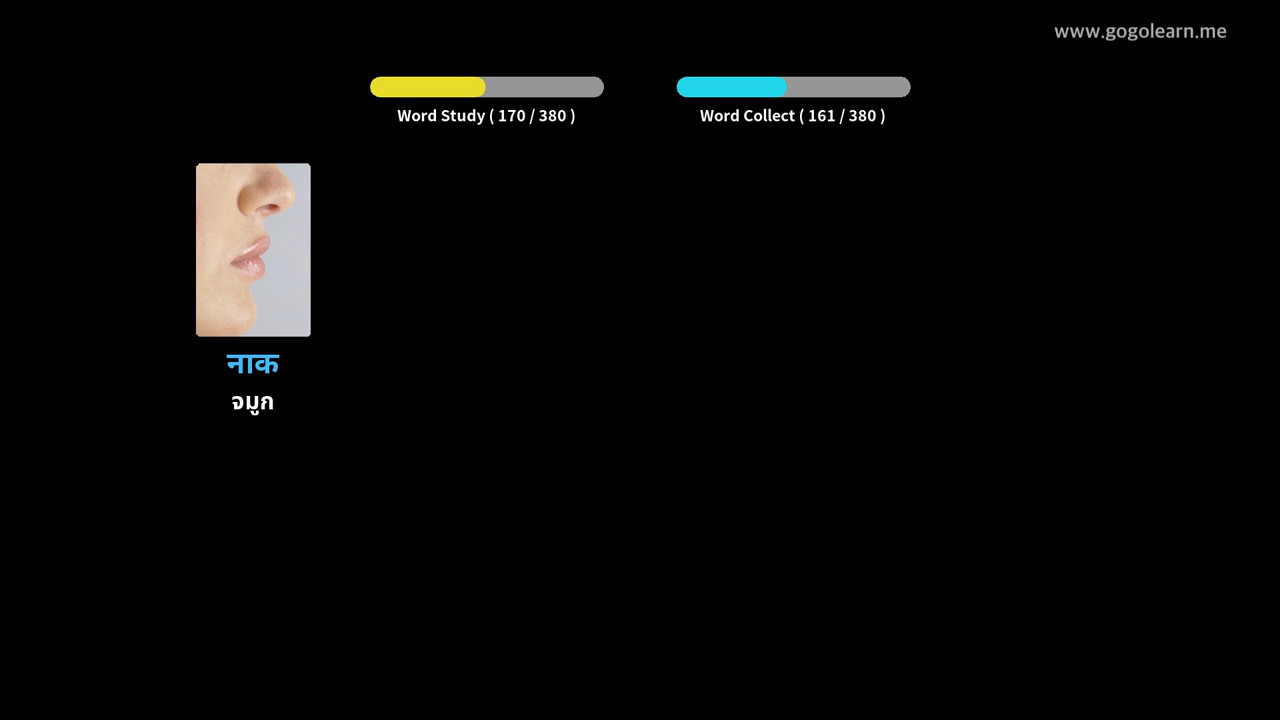 www.gogolearn.me
Word Study ( 170 / 380 )
Word Collect ( 161 / 380 )
नाक
จมูก